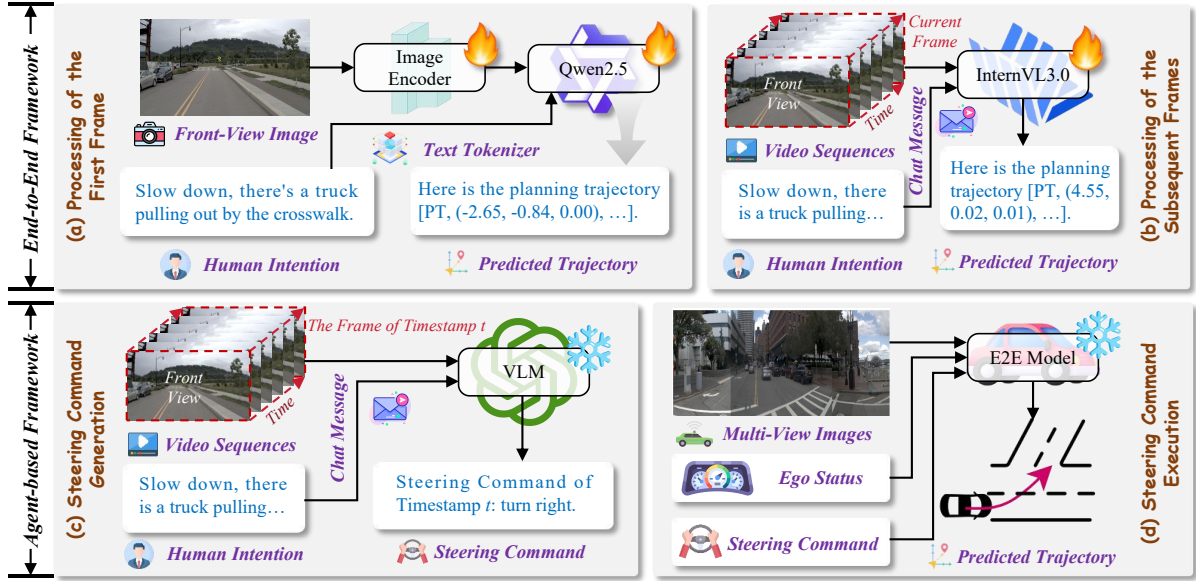 End-to-End Framework
(a) Processing of the
First Frame
Front-View Image
Image
Encoder
Qwen2.5
Text Tokenizer
Slow down, there's a truck
pulling out by the crosswalk.
Here is the planning trajectory
[PT, (-2.65, -0.84, 0.00), …].
Human Intention
Predicted Trajectory
Current
Frame
Front
View
Time
InternVL3.0
Video Sequences
Chat Message
Slow down, there
is a truck pulling…
Here is the planning
trajectory [PT, (4.55,
0.02, 0.01), …].
Human Intention
Predicted Trajectory
(b) Processing of the
Subsequent Frames
Agent-based Framework
(c) Steering Command
Generation
The Frame of Timestamp t
Front
View
Time
VLM
Video Sequences
Chat Message
Slow down, there
is a truck pulling…
Steering Command of
Timestamp t: turn right.
Human Intention
Steering Command
E2E Model
Multi-View Images
Ego Status
Steering Command
Predicted Trajectory
(d) Steering Command
Execution